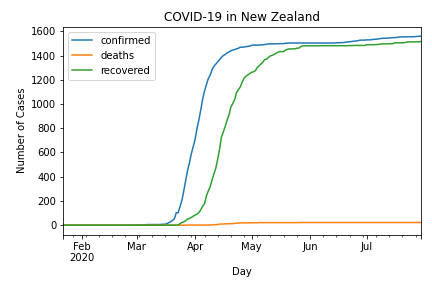 COVID-19 in New Zealand
confirmed
deaths
recovered
1600
1400
1200
1000
800
600
400
200
0
Number of Cases
Feb Mar Apr May Jun Jul
2020
Day